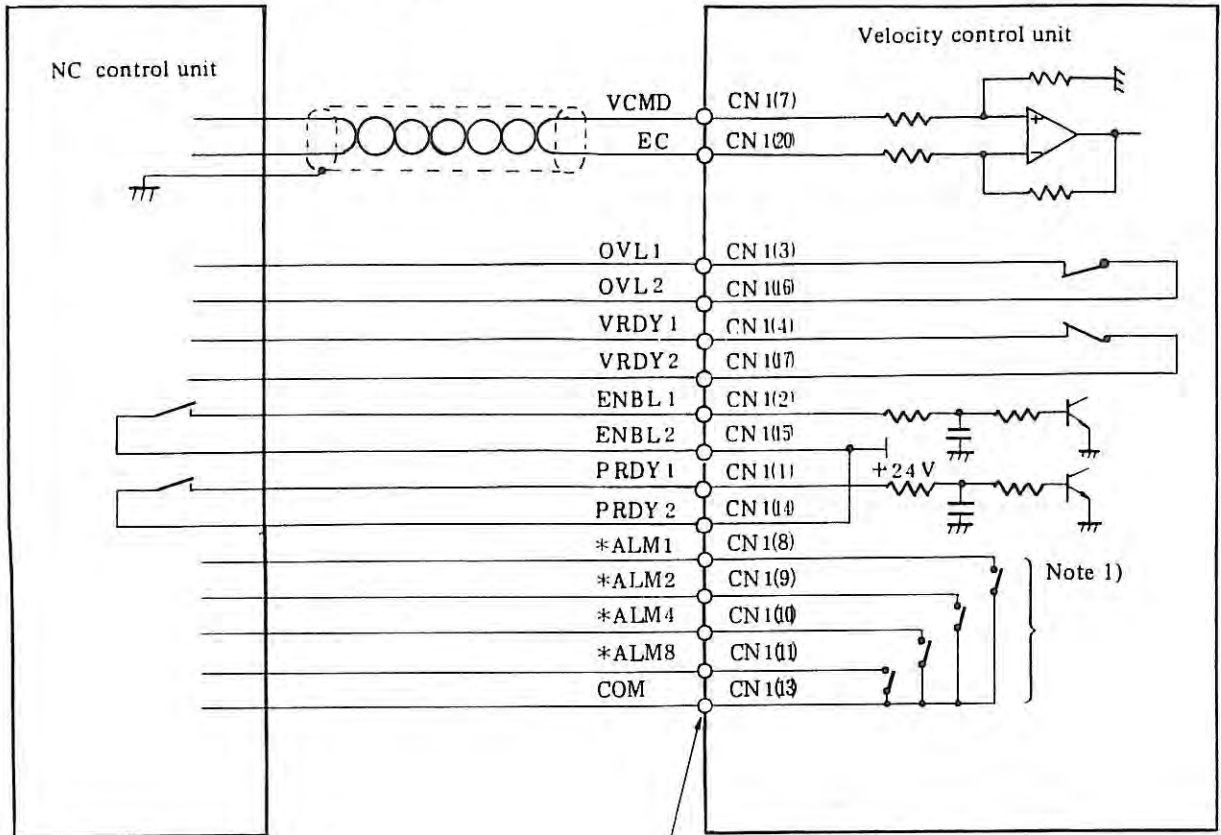 NC control unit
Velocity control unit
VCMD CN1(7)
EC CN1(20)
OVL1 CN1(3)
OVL2 CN1(16)
VRDY1 CN1(4)
VRDY2 CN1(17)
ENBL1 CN1(2)
ENBL2 CN1(15)
PRDY1 CN1(1) +24V
PRDY2 CN1(14)
*ALM1 CN1(8)
*ALM2 CN1(9) Note 1)
*ALM4 CN1(10)
*ALM8 CN1(11)
COM CN1(13)
+
−